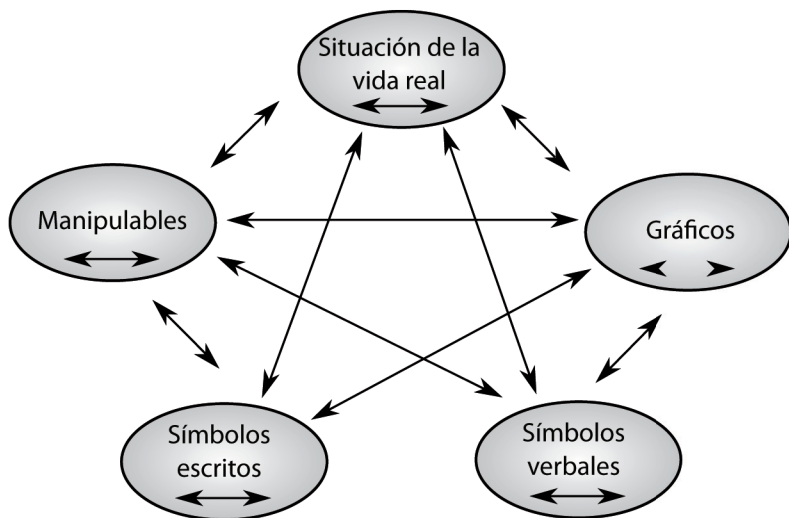 Situación de la
vida real
Manipulables
Gráficos
Símbolos
escritos
Símbolos
verbales